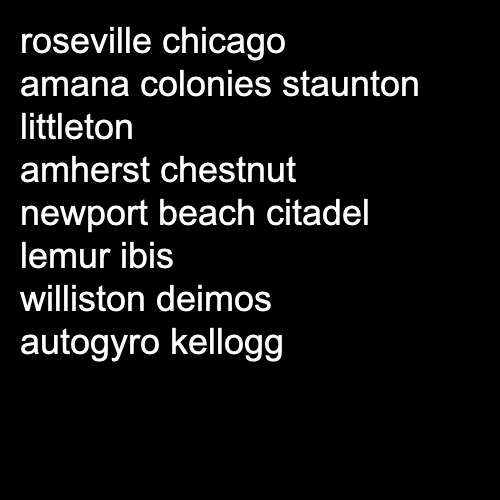 roseville chicago
amana colonies staunton
littleton
amherst chestnut
newport beach citadel
lemur ibis
williston deimos
autogyro kellogg